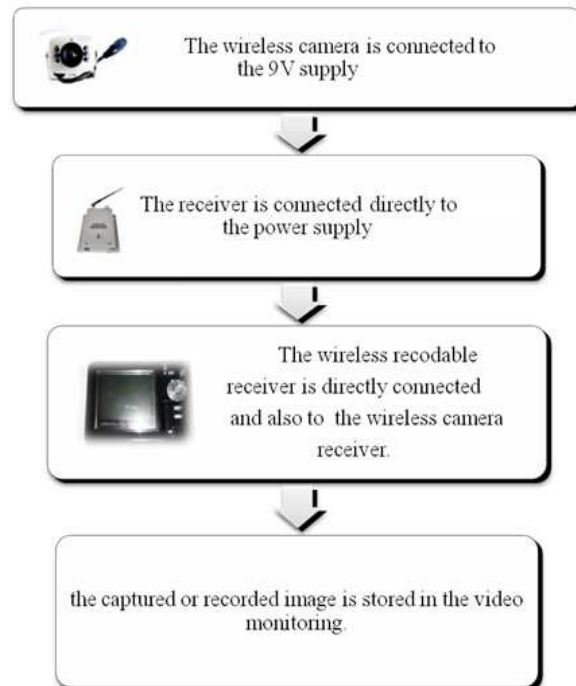 The wireless camera is connected to
the 9V supply
The receiver is connected directly to
the power supply
The wireless recodable
receiver is directly connected
and also to the wireless camera
receiver.
the captured or recorded image is stored in the video
monitoring.